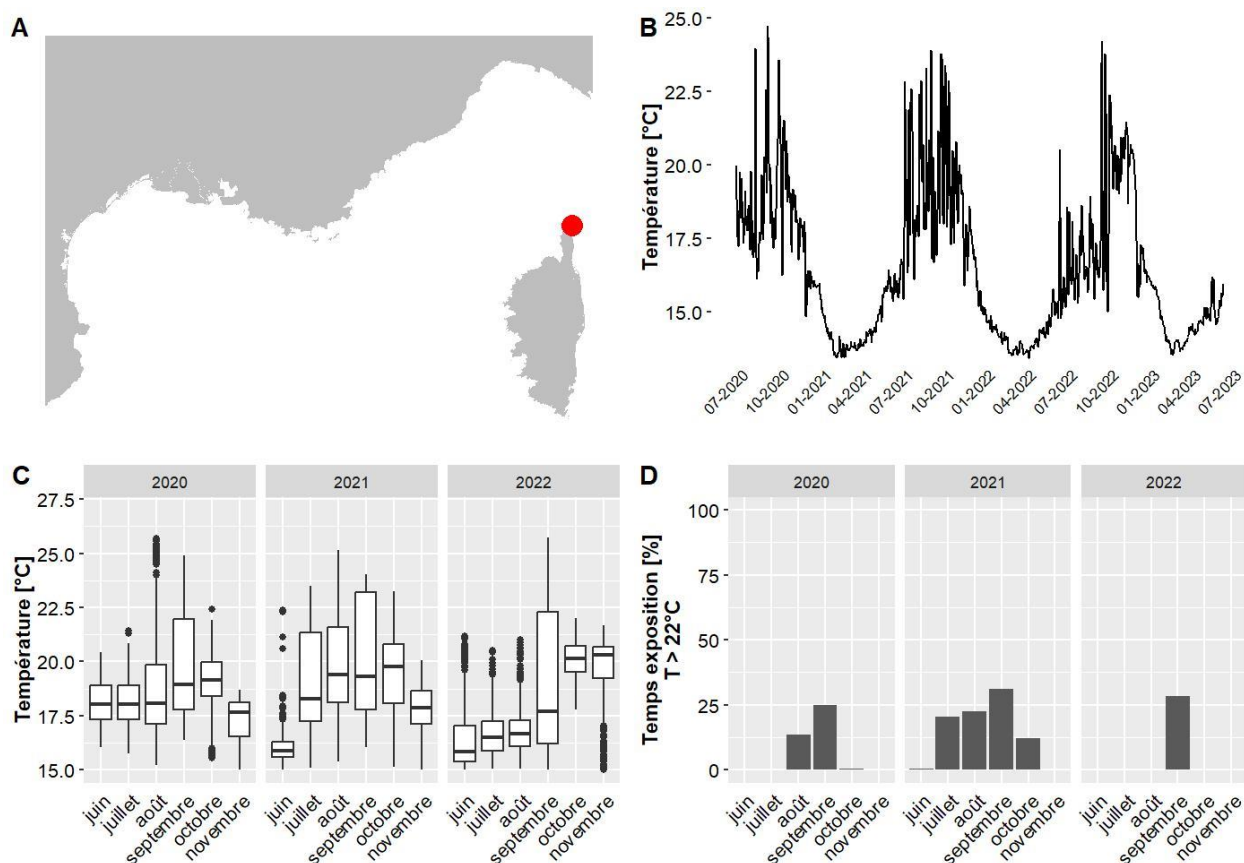 A
B
Température [°C]
25.0
22.5
20.0
17.5
15.0
07-2020
10-2020
01-2021
04-2021
07-2021
10-2021
01-2022
04-2022
07-2022
10-2022
01-2023
04-2023
07-2023
C
2020
2021
2022
Température [°C]
27.5
25.0
22.5
20.0
17.5
15.0
juin
juillet
août
septembre
octobre
novembre
juin
juillet
août
septembre
octobre
novembre
juin
juillet
août
septembre
octobre
novembre
D
2020
2021
2022
Temps exposition [%]
T > 22°C
100
75
50
25
0
juin
juillet
août
septembre
octobre
novembre
juin
juillet
août
septembre
octobre
novembre
juin
juillet
août
septembre
octobre
novembre